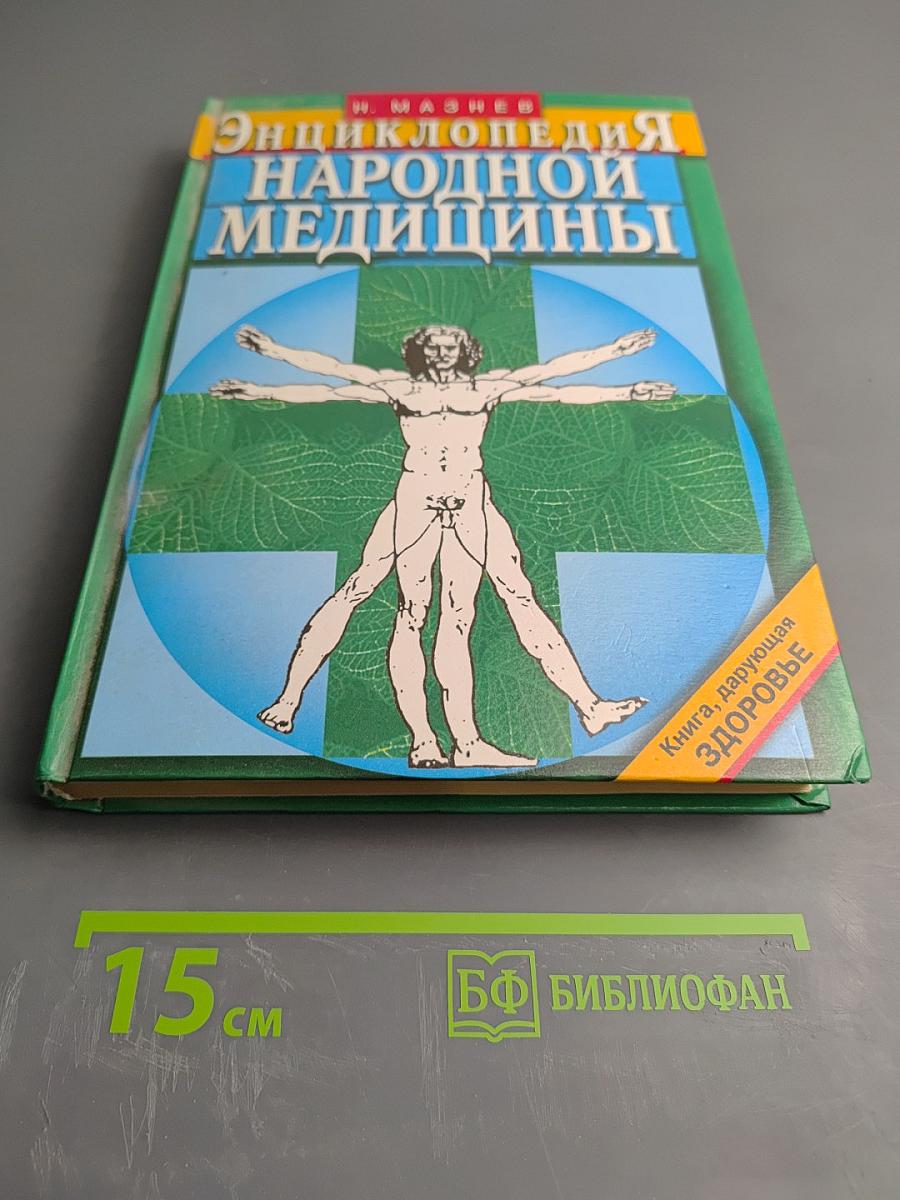 Н. МАЗНЕВ
ЭНЦИКЛОПЕДИЯ
НАРОДНОЙ
МЕДИЦИНЫ
Книга, дарующая
ЗДОРОВЬЕ
15 см
БФ БИБЛИОФАН